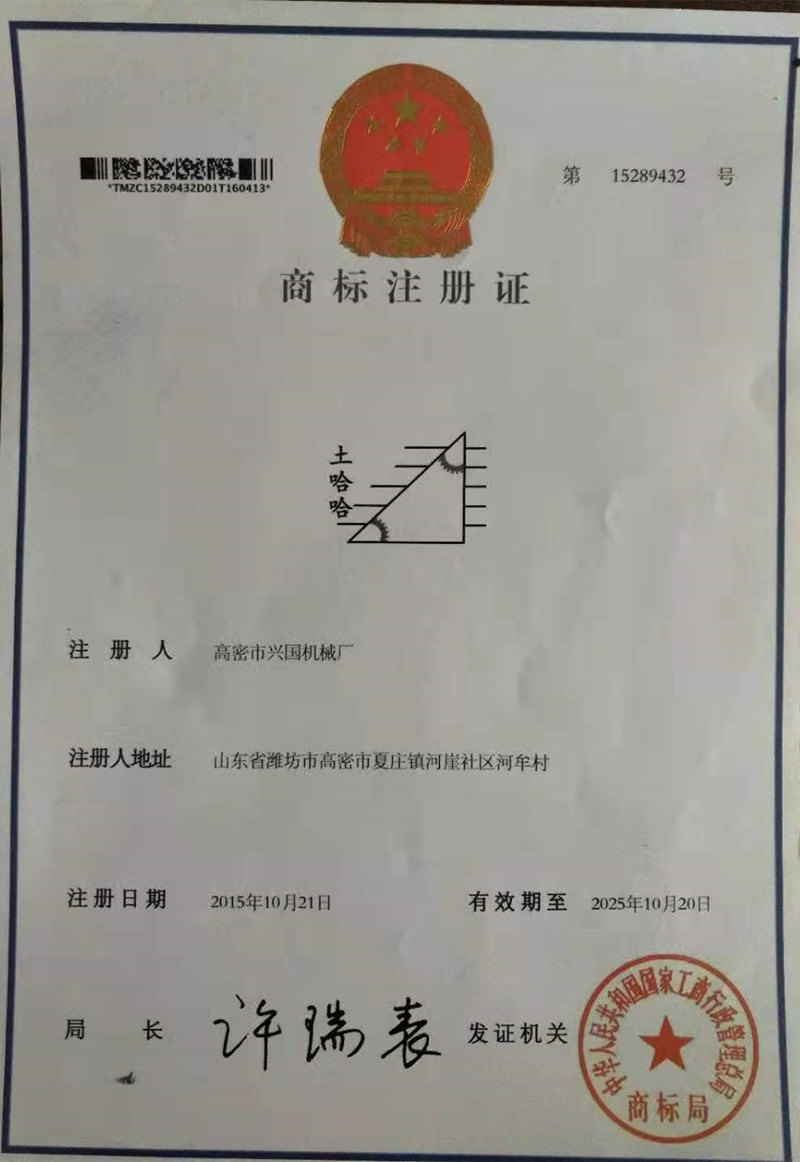 *TMZC15289432D01T160413*
第 15289432 号
商标注册证
土哈哈
注册人 高密市兴国机械厂
注册人地址 山东省潍坊市高密市夏庄镇河崖社区河牟村
注册日期 2015年10月21日 有效期至 2025年10月20日
局长 许瑞表 发证机关
中华人民共和国国家工商行政管理总局
商标局